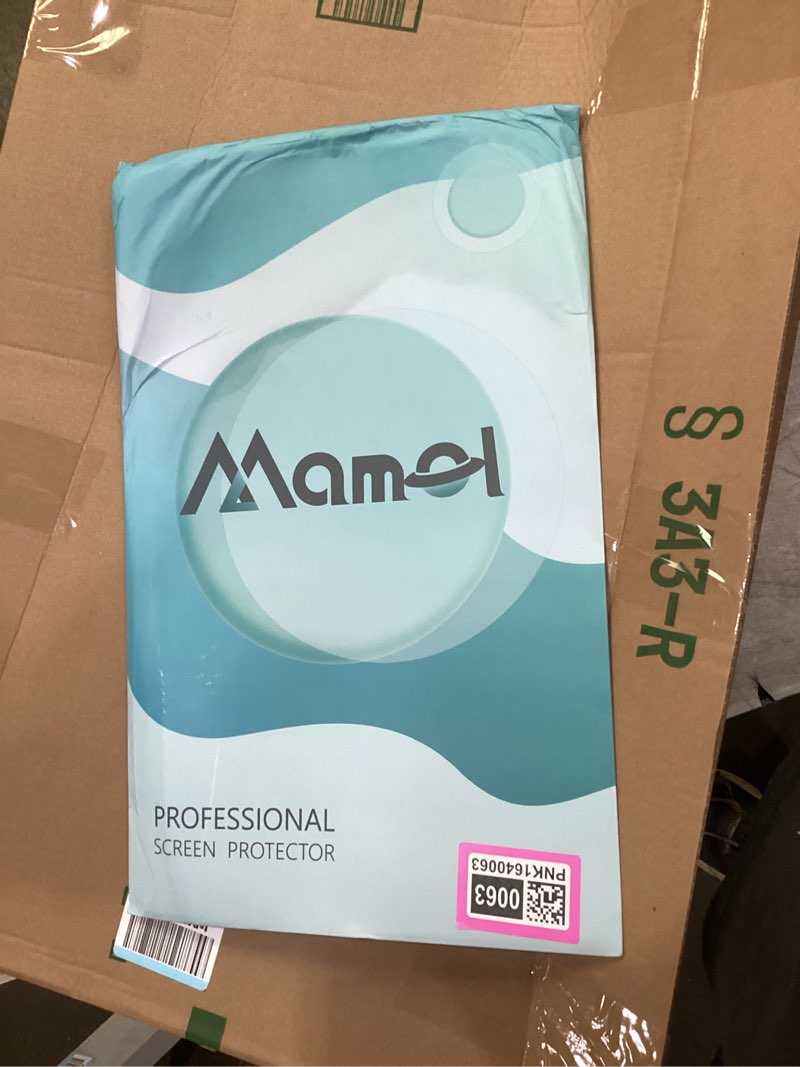 Mamol
PROFESSIONAL
SCREEN PROTECTOR
PNK1640063
0063
§ 3A3-R